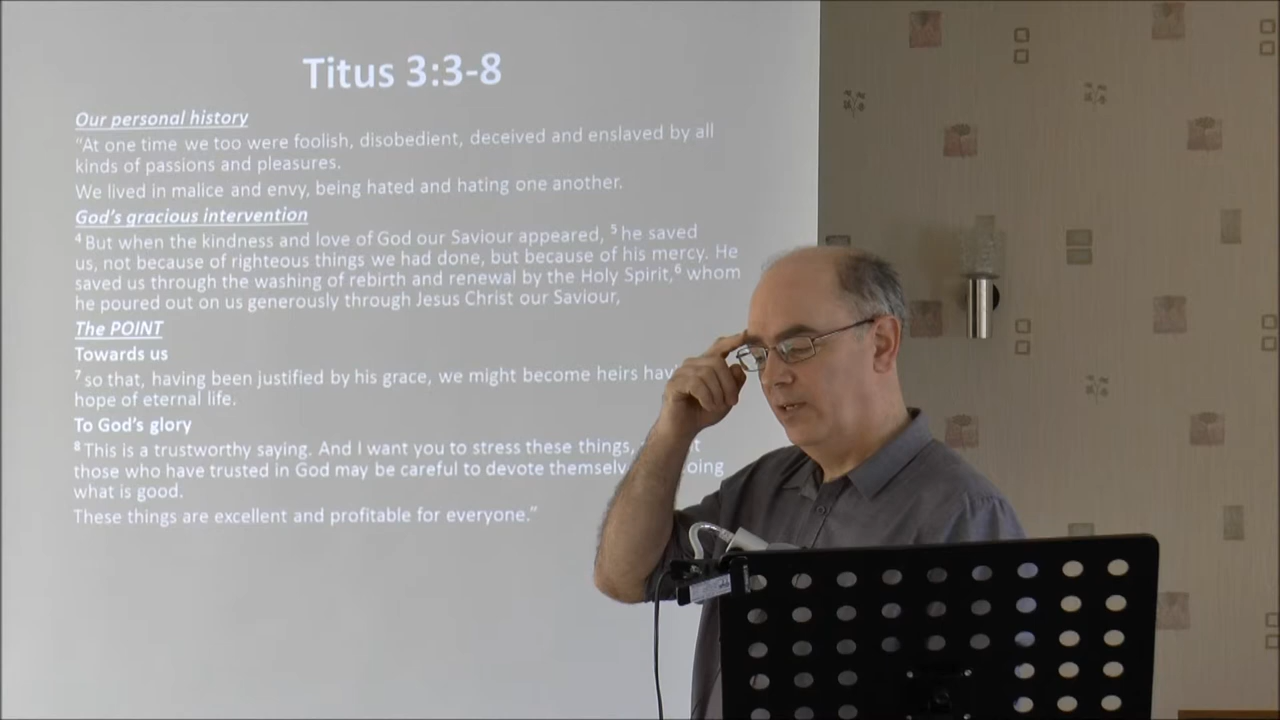 Titus 3:3-8
Our personal history
"At one time we too were foolish, disobedient, deceived and enslaved by all
kinds of passions and pleasures.
We lived in malice and envy, being hated and hating one another.
God's gracious intervention
4 But when the kindness and love of God our Saviour appeared, 5 he saved
us, not because of righteous things we had done, but because of his mercy. He
saved us through the washing of rebirth and renewal by the Holy Spirit,6 whom
he poured out on us generously through Jesus Christ our Saviour,
The POINT
Towards us
7 so that, having been justified by his grace, we might become heirs
hope of eternal life.
To God's glory
8 This is a trustworthy saying. And I want you to stress these things,
those who have trusted in God may be careful to devote
what is good.
These things are excellent and profitable for everyone."